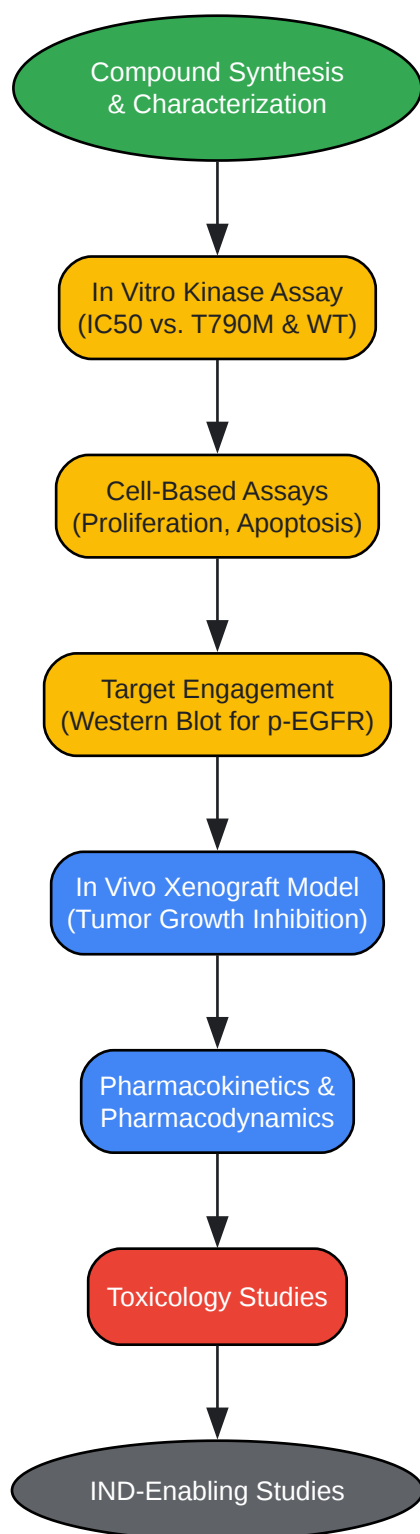 Compound Synthesis
& Characterization
In Vitro Kinase Assay
(IC50 vs. T790M & WT)
Cell-Based Assays
(Proliferation, Apoptosis)
Target Engagement
(Western Blot for p-EGFR)
In Vivo Xenograft Model
(Tumor Growth Inhibition)
Pharmacokinetics &
Pharmacodynamics
Toxicology Studies
IND-Enabling Studies